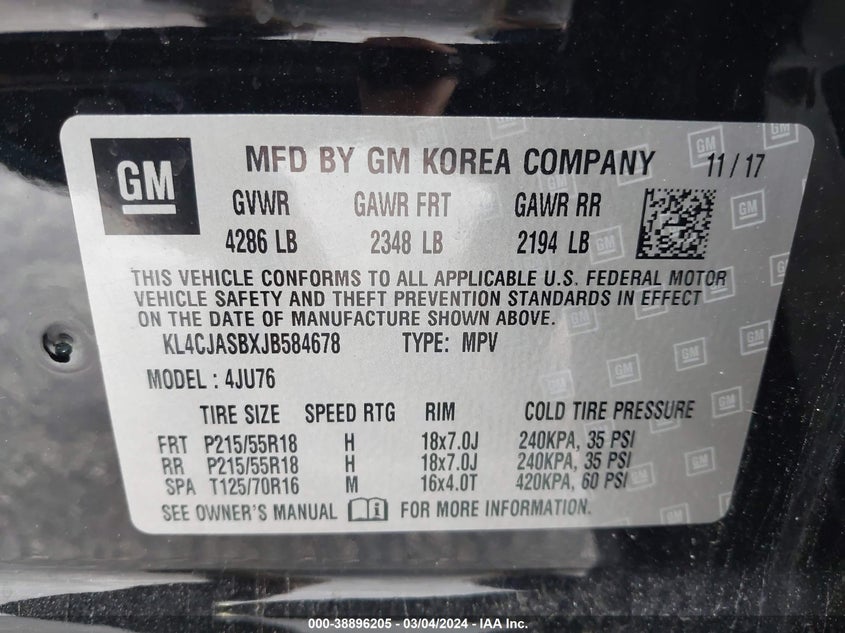 GM MFD BY GM KOREA COMPANY 11/17
GVWR GAWR FRT GAWR RR
4286 LB 2348 LB 2194 LB
THIS VEHICLE CONFORMS TO ALL APPLICABLE U.S. FEDERAL MOTOR
VEHICLE SAFETY AND THEFT PREVENTION STANDARDS IN EFFECT
ON THE DATE OF MANUFACTURE SHOWN ABOVE.
KL4CJASBXJB584678 TYPE: MPV
MODEL : 4JU76
TIRE SIZE SPEED RTG RIM COLD TIRE PRESSURE
FRT P215/55R18 H 18x7.0J 240KPA, 35 PSI
RR P215/55R18 H 18x7.0J 240KPA, 35 PSI
SPA T125/70R16 M 16x4.0T 420KPA, 60 PSI
SEE OWNER'S MANUAL FOR MORE INFORMATION.
000-38896205 - 03/04/2024 - IAA Inc.